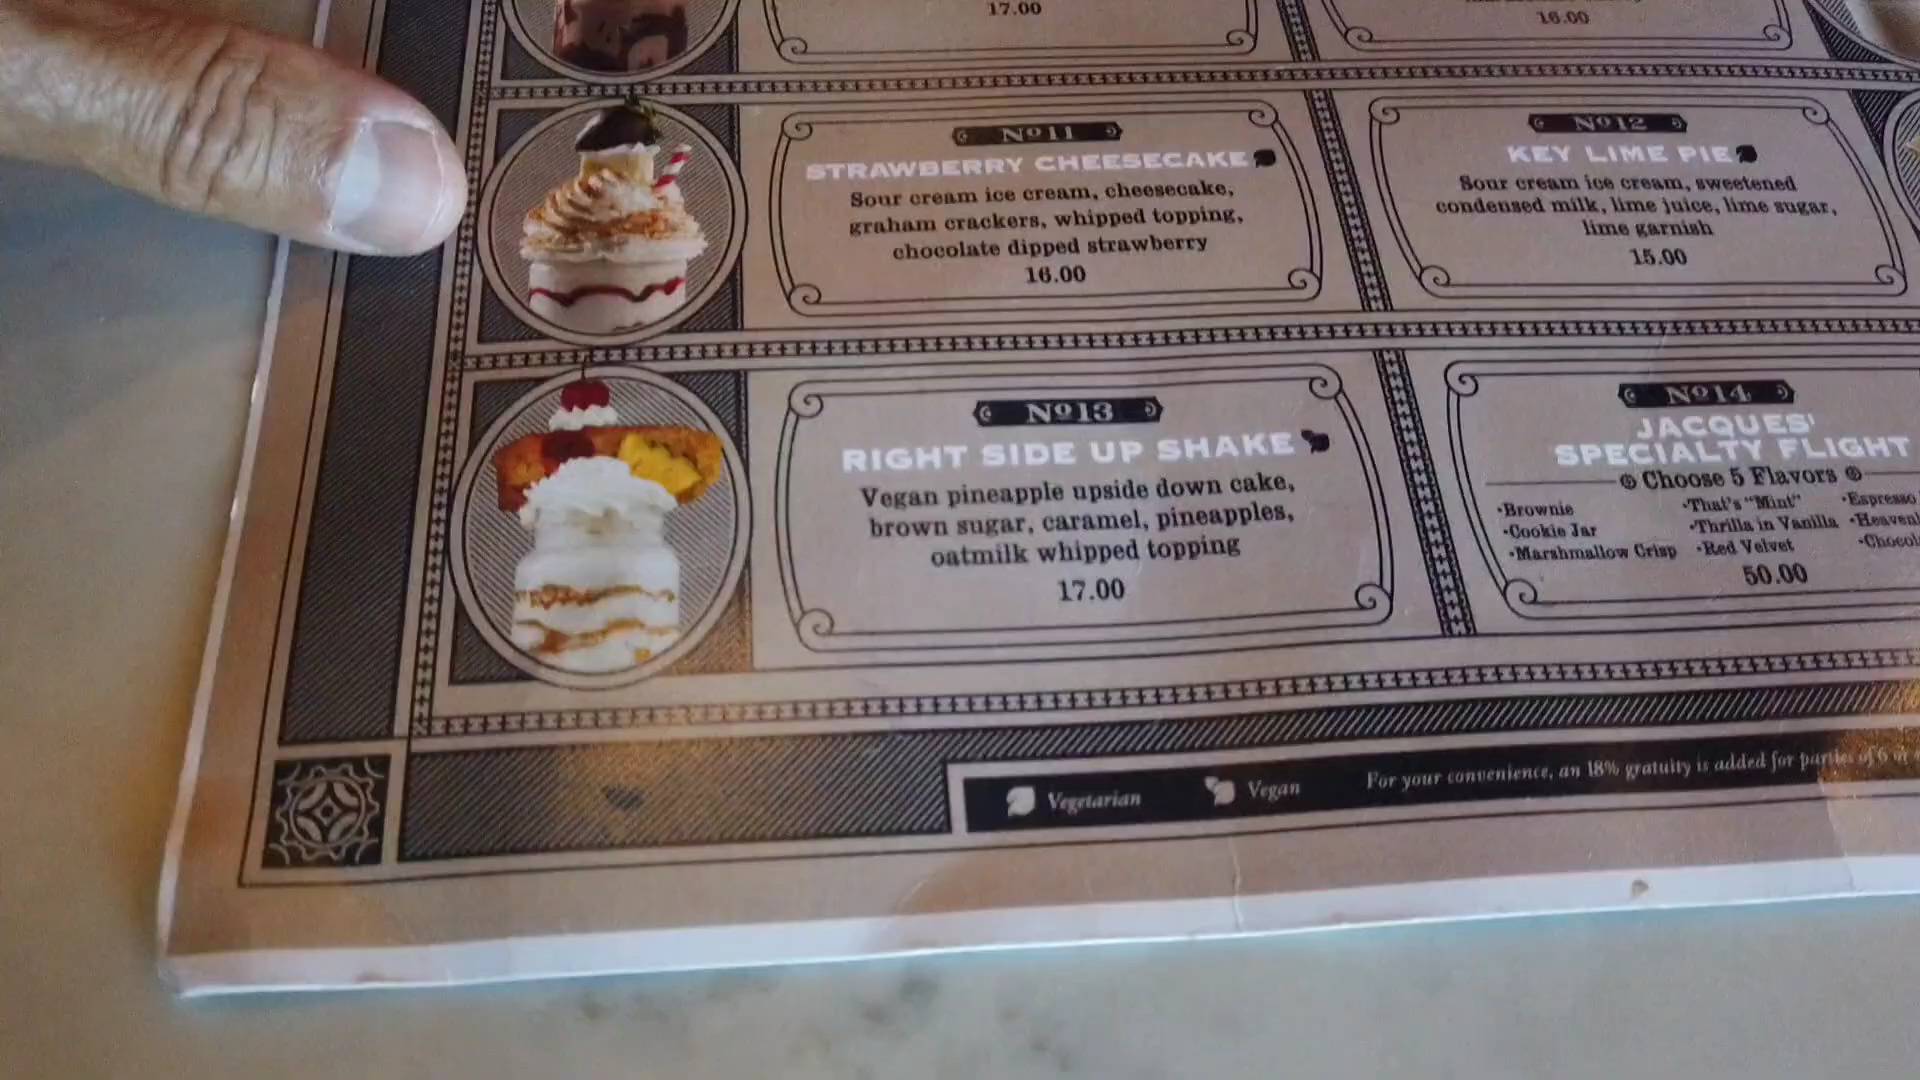 17.00
16.00
Nº11
STRAWBERRY CHEESECAKE
Sour cream ice cream, cheesecake,
graham crackers, whipped topping,
chocolate dipped strawberry
16.00
Nº12
KEY LIME PIE
Sour cream ice cream, sweetened
condensed milk, lime juice, lime sugar,
lime garnish
15.00
Nº13
RIGHT SIDE UP SHAKE
Vegan pineapple upside down cake,
brown sugar, caramel, pineapples,
oatmilk whipped topping
17.00
Nº14
JACQUES'
SPECIALTY FLIGHT
Choose 5 Flavors
•Brownie
•Cookie Jar
•Marshmallow Crisp
•That's "Mint"
•Thrilla in Vanilla
•Red Velvet
•Espresso
50.00
Vegetarian
Vegan
For your convenience, an 18% gratuity is added for parties of 6 or